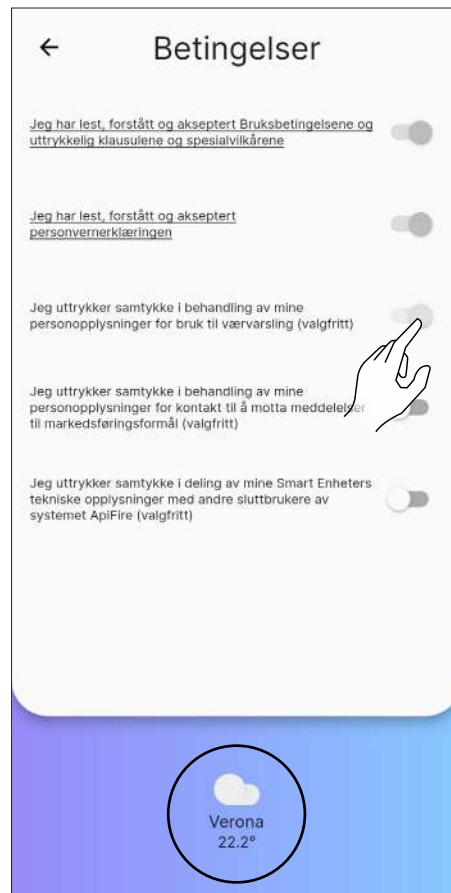 Betingelser
Jeg har lest, forstått og akseptert Bruksbetingelsene og
uttrykkelig klausulene og spesialvilkårene
Jeg har lest, forstått og akseptert
personvernerklæringen
Jeg uttrykker samtykke i behandling av mine
personopplysninger for bruk til værvarsling (valgfritt)
Jeg uttrykker samtykke i behandling av mine
personopplysninger for kontakt til å motta meddelelser
til markedsføringsformål (valgfritt)
Jeg uttrykker samtykke i deling av mine Smart Enheters
tekniske opplysninger med andre sluttbrukere av
systemet ApiFire (valgfritt)
Verona
22.2°